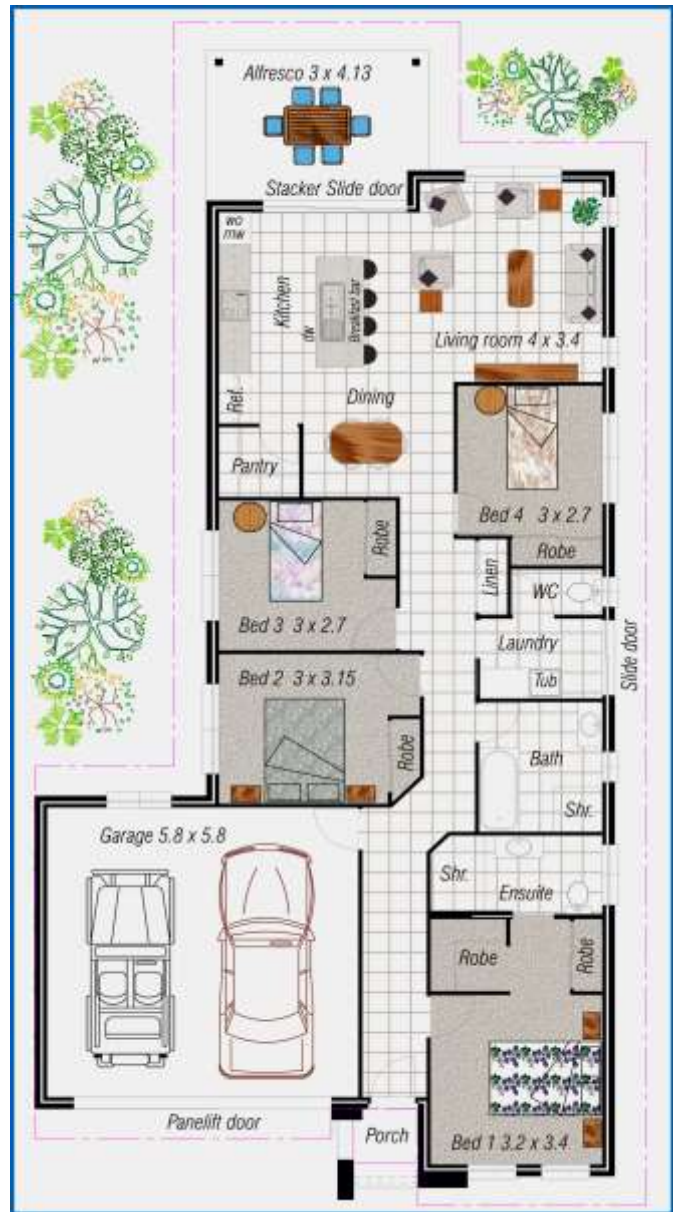 Alfresco 3 x 4.13
Stacker Slide door
wo
mw
Kitchen
dw
Breakfast bar
Living room 4 x 3.4
Ref.
Dining
Pantry
Bed 4 3 x 2.7
Robe
Robe
Linen
WC
Bed 3 3 x 2.7
Laundry
Slide door
Bed 2 3 x 3.15
Tub
Robe
Bath
Shr.
Garage 5.8 x 5.8
Shr.
Ensuite
Robe
Robe
Panelift door
Porch
Bed 1 3.2 x 3.4